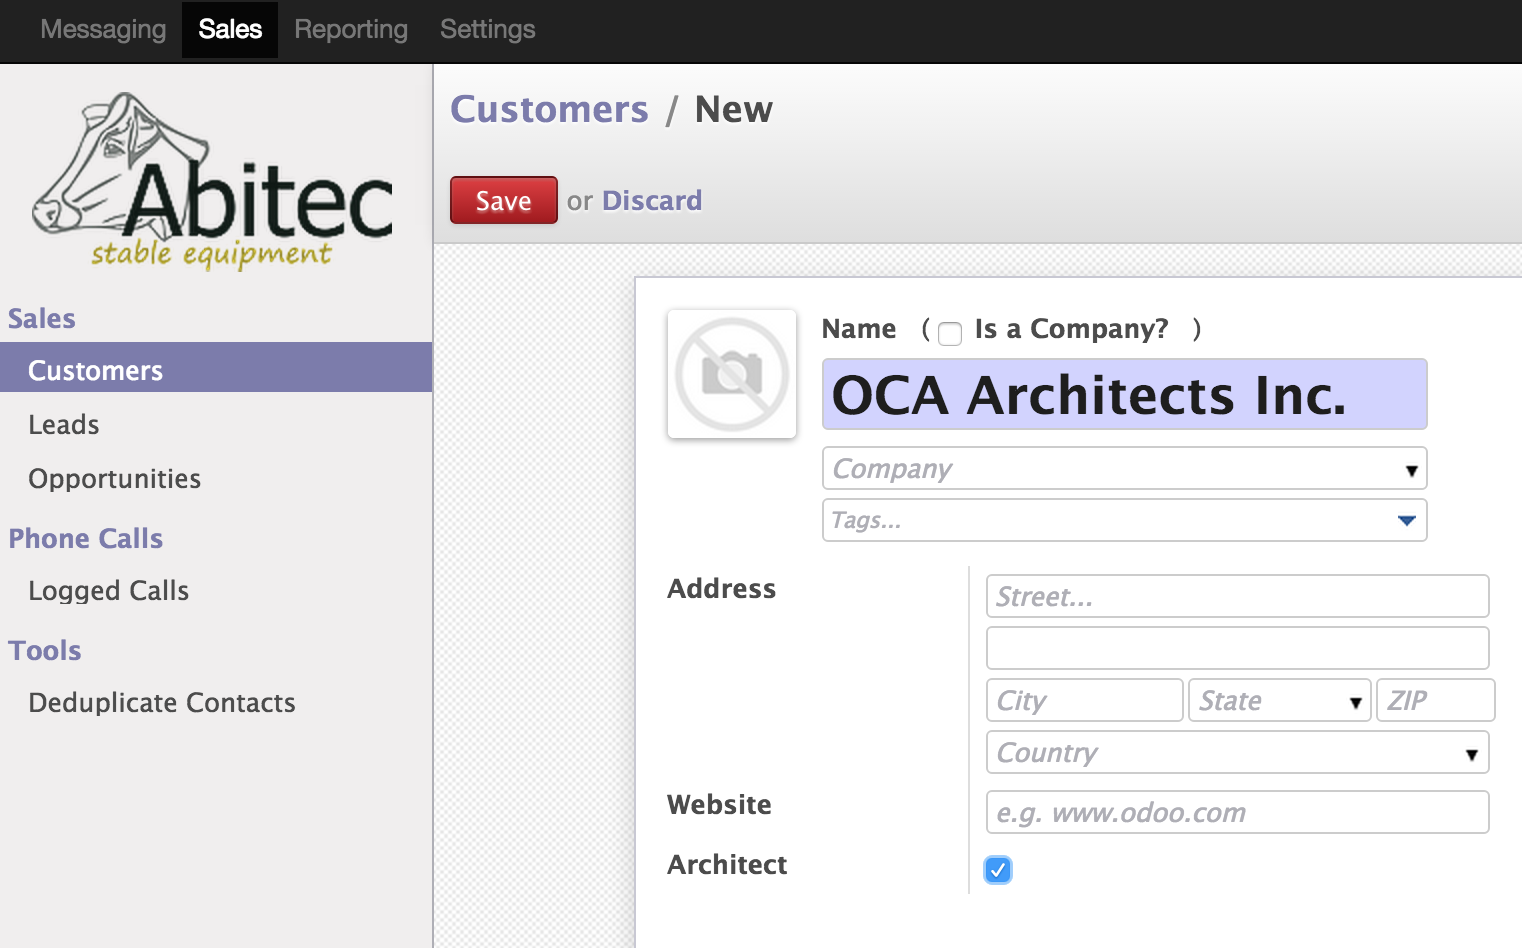 Messaging Sales Reporting Settings
Abitec
stable equipment
Sales
Customers
Leads
Opportunities
Phone Calls
Logged Calls
Tools
Deduplicate Contacts
Customers / New
Save or Discard
Name ( Is a Company? )
OCA Architects Inc.
Company
Tags...
Address
Street...
City State ZIP
Country
Website e.g. www.odoo.com
Architect